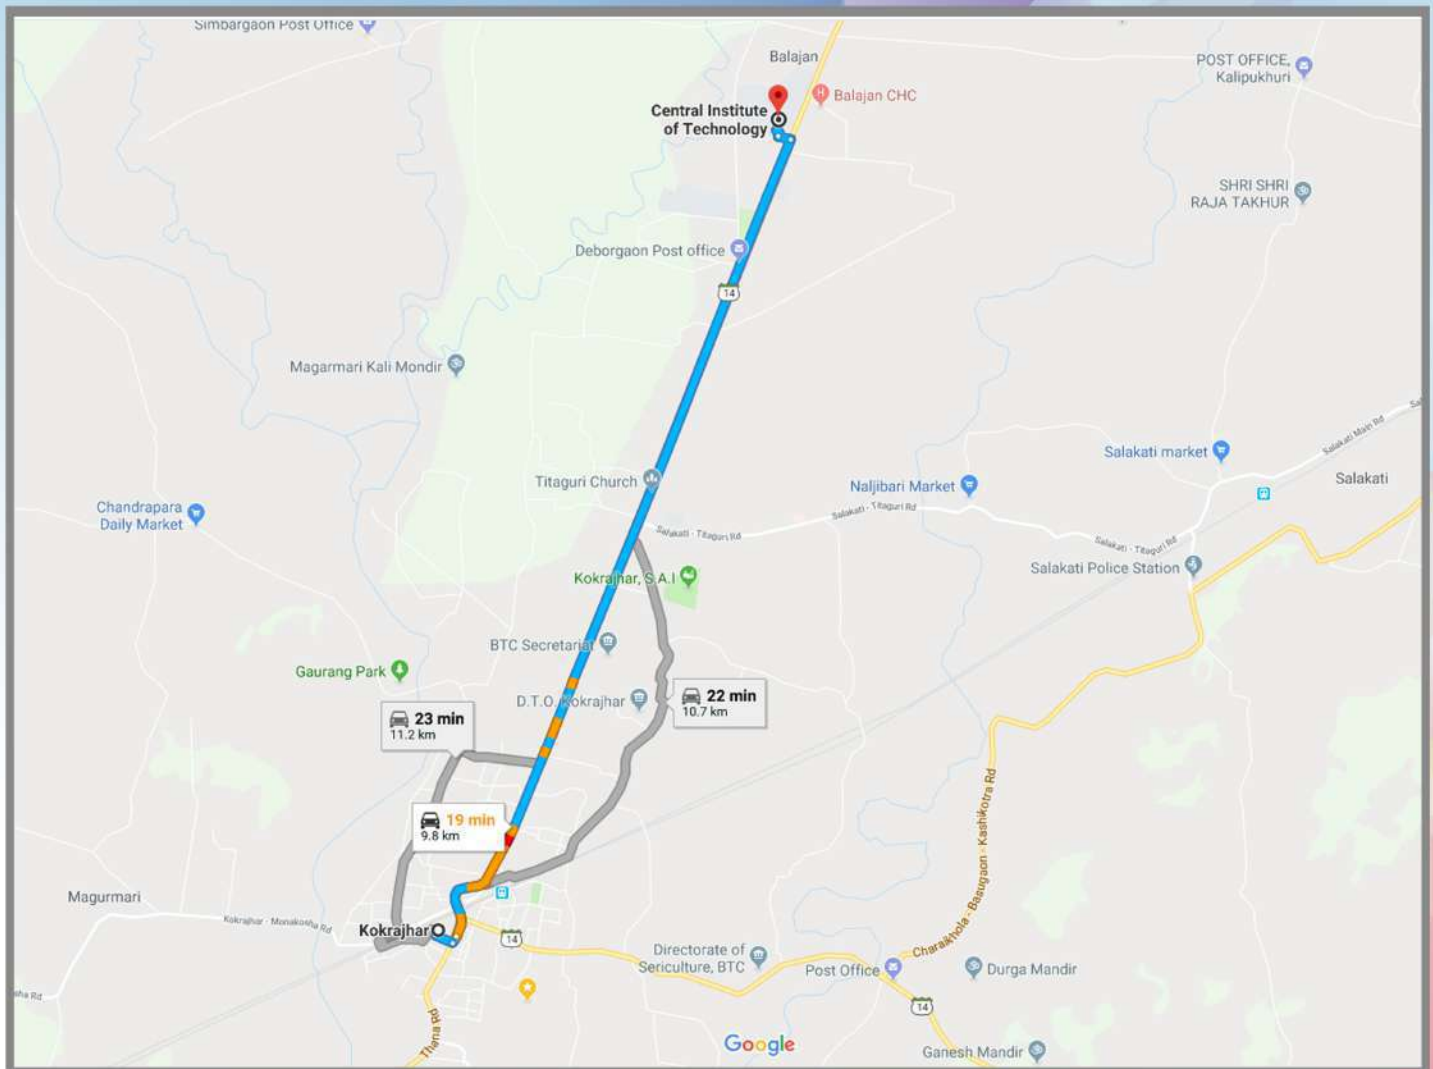 Simbargaon Post Office
Balajan
POST OFFICE,
Kalipukhuri
Central Institute
of Technology
Balajan CHC
SHRI SHRI
RAJA TAKHUR
Deborgaon Post office
14
Magarmari Kali Mondir
Salakati Main Rd
Salakati market
Salakati
Titaguri Church
Naljibari Market
Chandrapara
Daily Market
Salakati - Titaguri Rd
Salakati - Titaguri Rd
Salakati - Titaguri Rd
Kokrajhar, S.A.I
Salakati Police Station
BTC Secretariat
Gaurang Park
D.T.O. Kokrajhar
22 min
10.7 km
23 min
11.2 km
19 min
9.8 km
Charaikhola - Basugaon - Kashikotra Rd
Magurmari
Kokrajhar - Monakosha Rd
Kokrajhar
14
Directorate of
Sericulture, BTC
Post Office
Durga Mandir
14
Thana Rd
Google
Ganesh Mandir